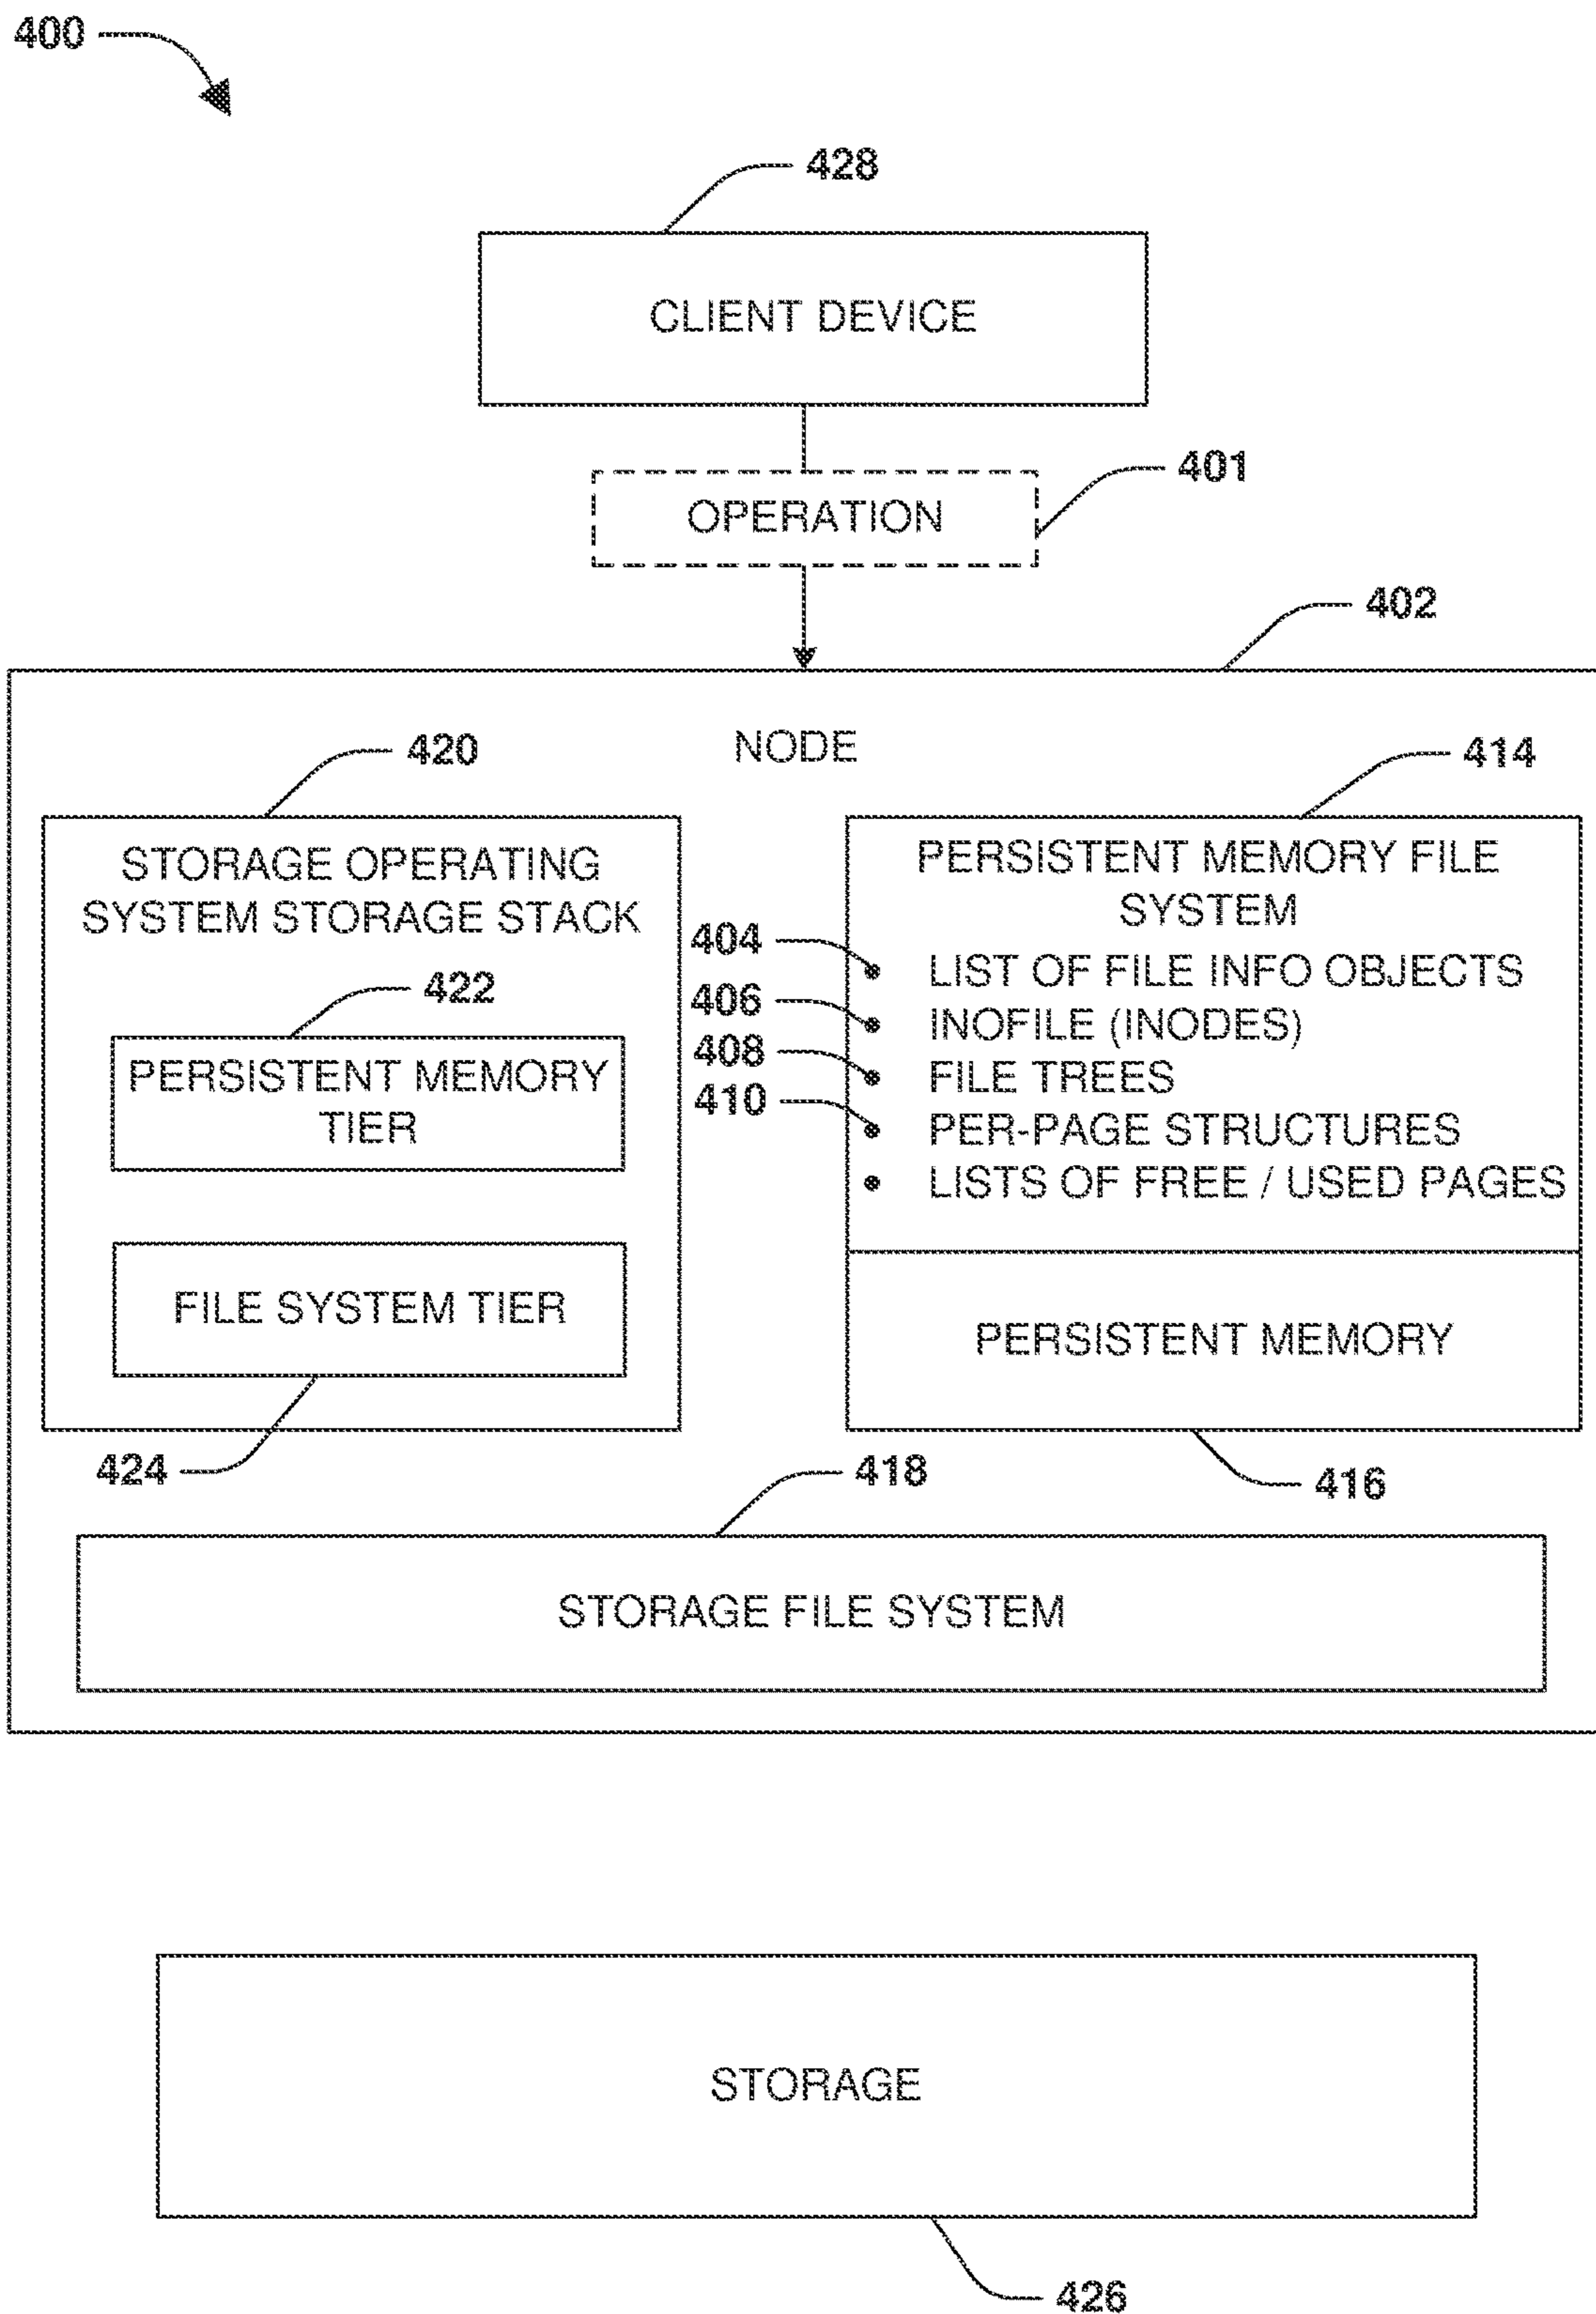 400
428
CLIENT DEVICE
401
OPERATION
402
NODE
420
414
STORAGE OPERATING
SYSTEM STORAGE STACK
422
PERSISTENT MEMORY
TIER
FILE SYSTEM TIER
424
PERSISTENT MEMORY FILE
SYSTEM
404
• LIST OF FILE INFO OBJECTS
406
• INOFILE (INODES)
408
• FILE TREES
410
• PER-PAGE STRUCTURES
• LISTS OF FREE / USED PAGES
PERSISTENT MEMORY
416
418
STORAGE FILE SYSTEM
STORAGE
426